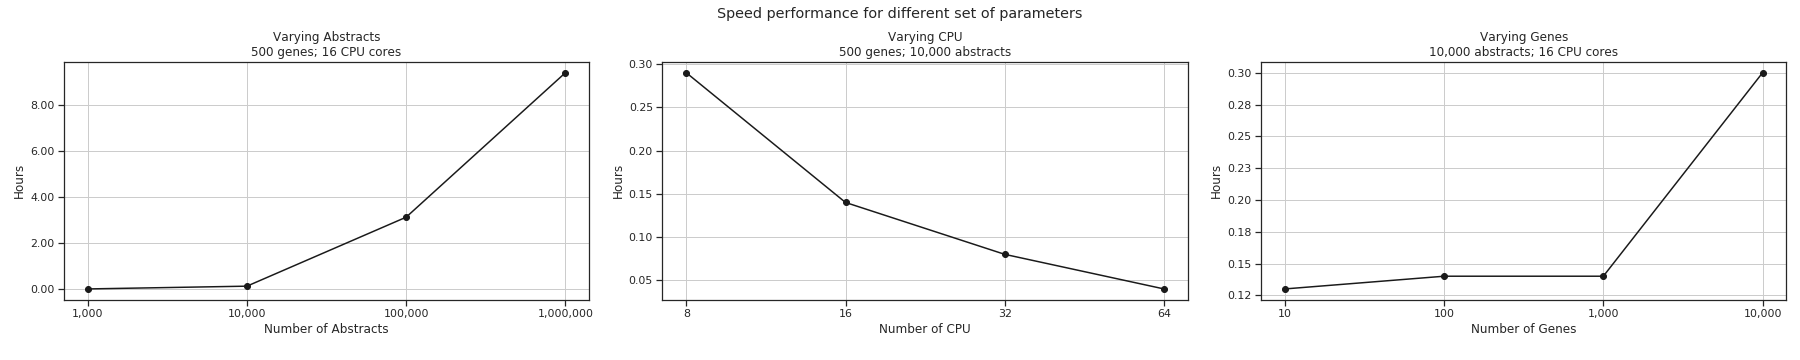 Speed performance for different set of parameters
Varying Abstracts
500 genes; 16 CPU cores
8.00
6.00
4.00
2.00
0.00
Hours
1,000
10,000
100,000
1,000,000
Number of Abstracts
Varying CPU
500 genes; 10,000 abstracts
0.30
0.25
0.20
0.15
0.10
0.05
Hours
8
16
32
64
Number of CPU
Varying Genes
10,000 abstracts; 16 CPU cores
0.30
0.28
0.25
0.23
0.20
0.18
0.15
0.12
Hours
10
100
1,000
10,000
Number of Genes